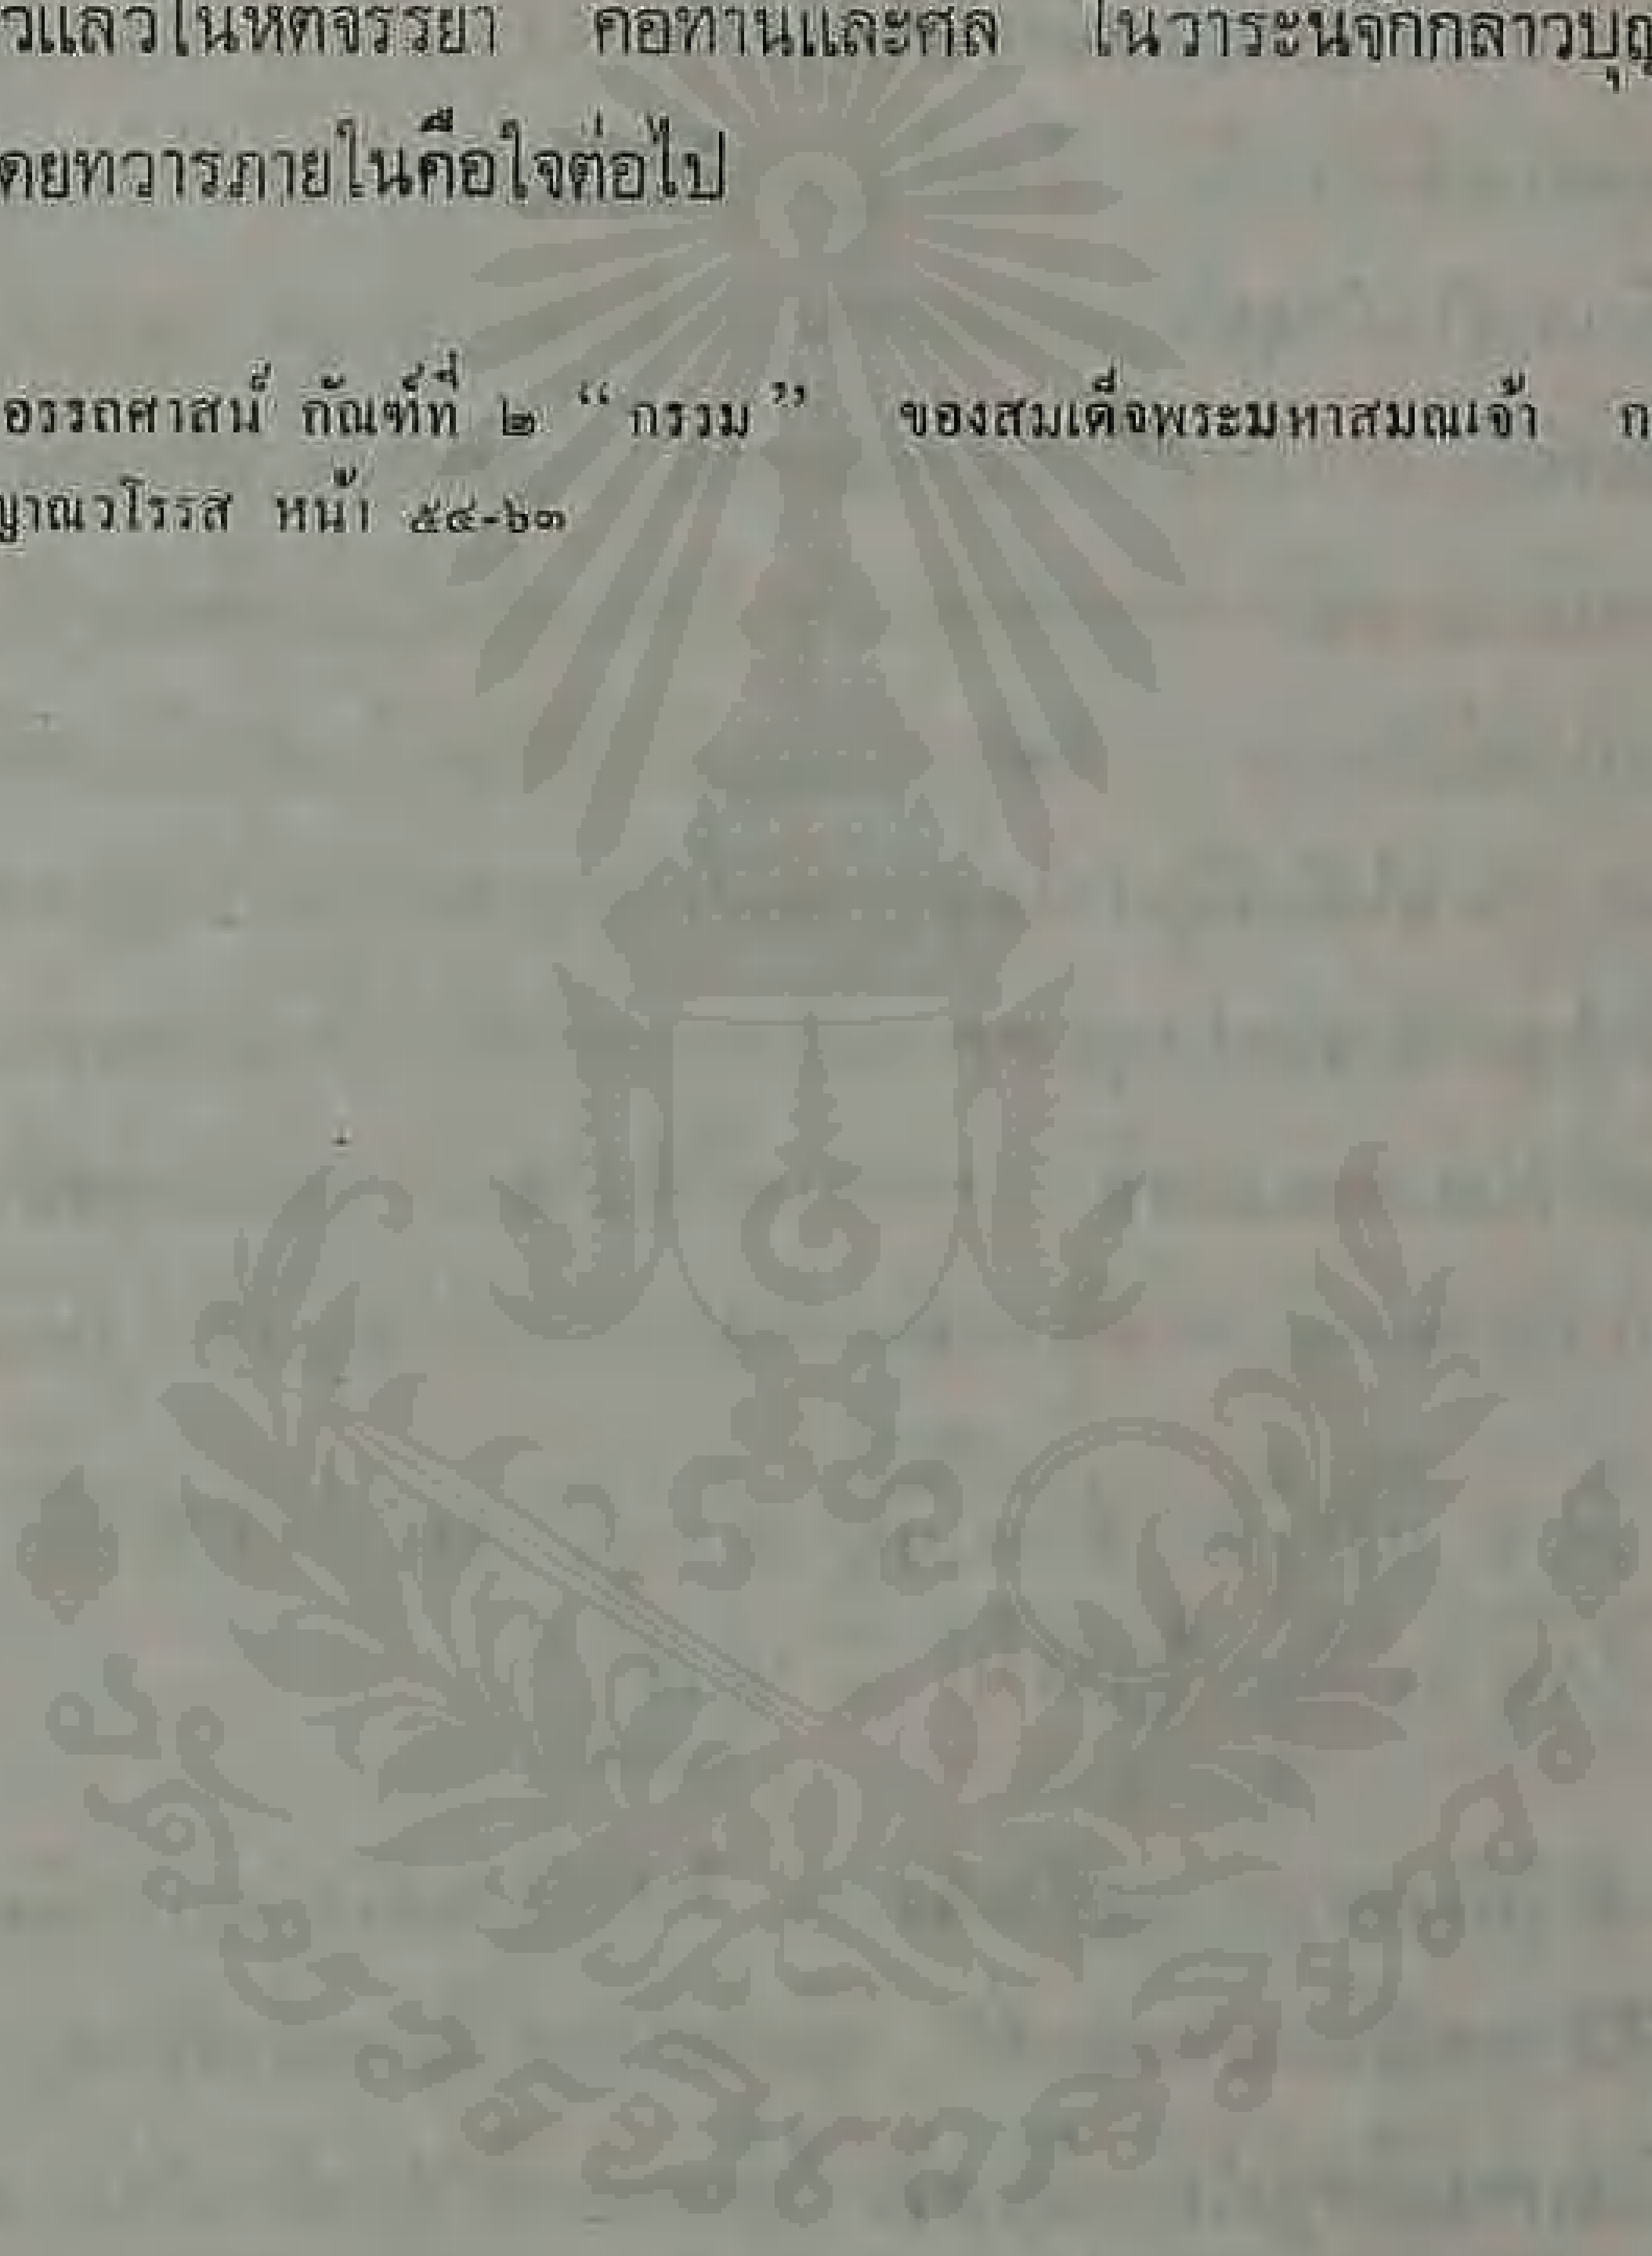 วแล้วในหิตจรรยา คือทานและศีล ในวาระนี้จักกล่าวบุญ
ดยทวารภายในคือใจต่อไป
อรรถศาสน์ กัณฑ์ที่ ๒ “กรรม” ของสมเด็จพระมหาสมณเจ้า ก
ญาณวโรรส หน้า ๕๔-๖๓